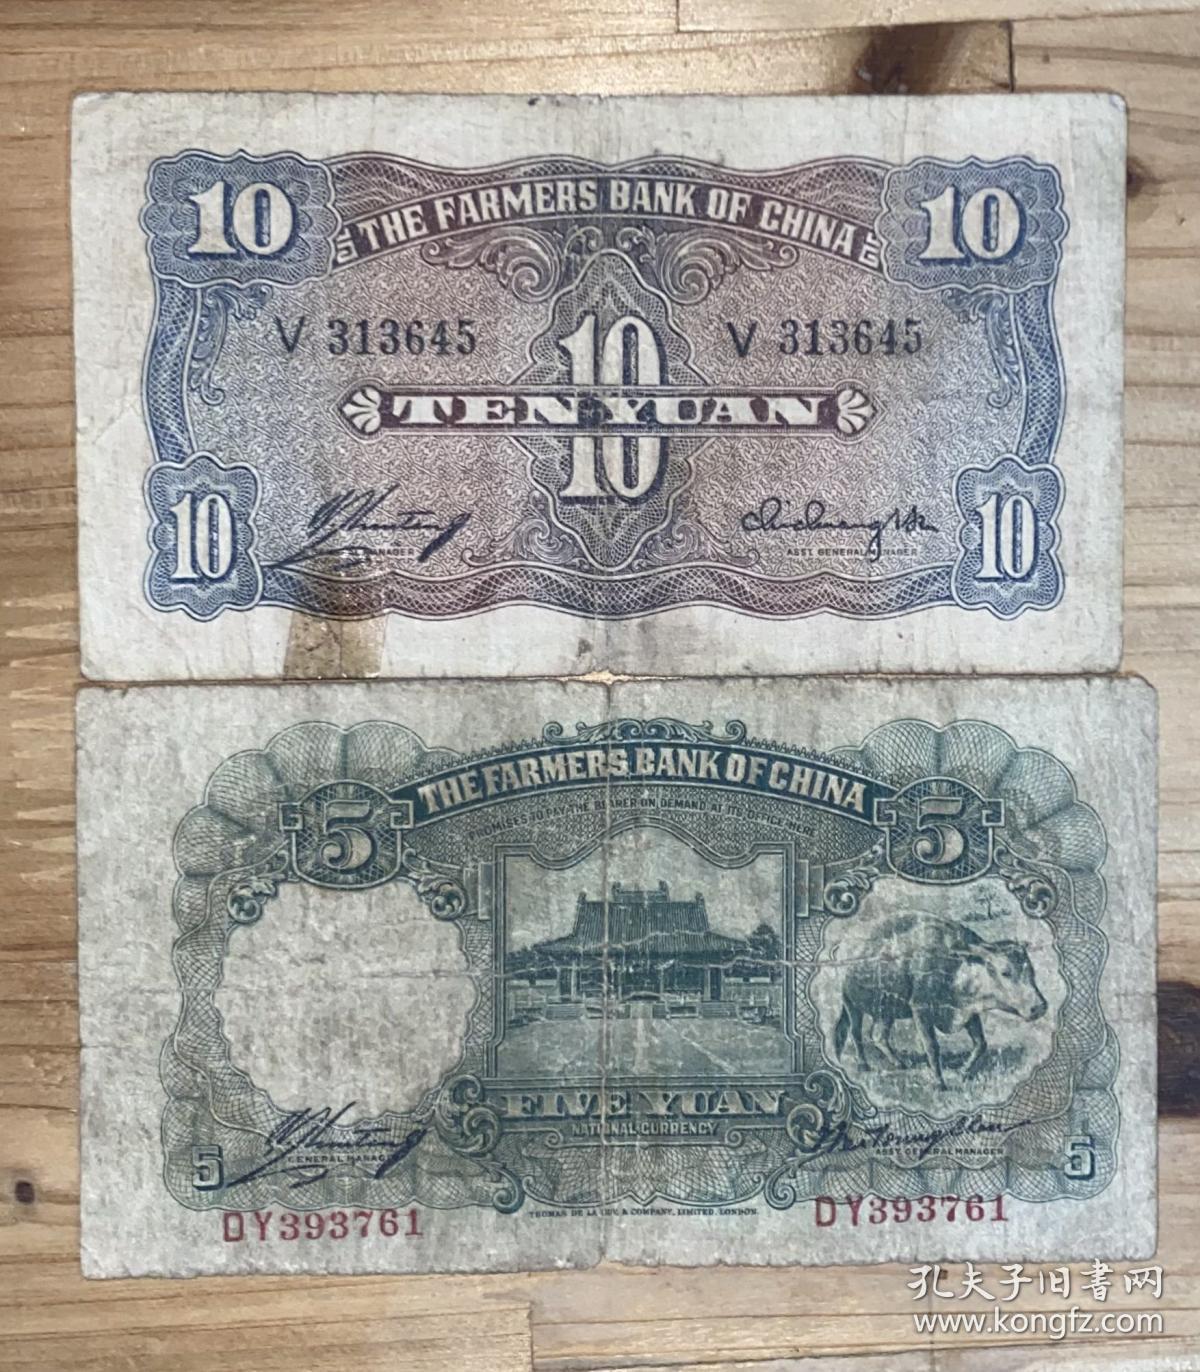 10
THE FARMERS BANK OF CHINA
10
V 313645
10
V 313645
TEN YUAN
10
10
GENERAL MANAGER
ASST. GENERAL MANAGER
10
THE FARMERS BANK OF CHINA
PROMISES TO PAY THE BEARER ON DEMAND AT ITS OFFICE HERE
5
5
FIVE YUAN
NATIONAL CURRENCY
5
GENERAL MANAGER
ASST. GENERAL MANAGER
5
THOMAS DE LA RUE & COMPANY, LIMITED, LONDON.
DY393761
DY393761
孔夫子旧書网
www.kongfz.com